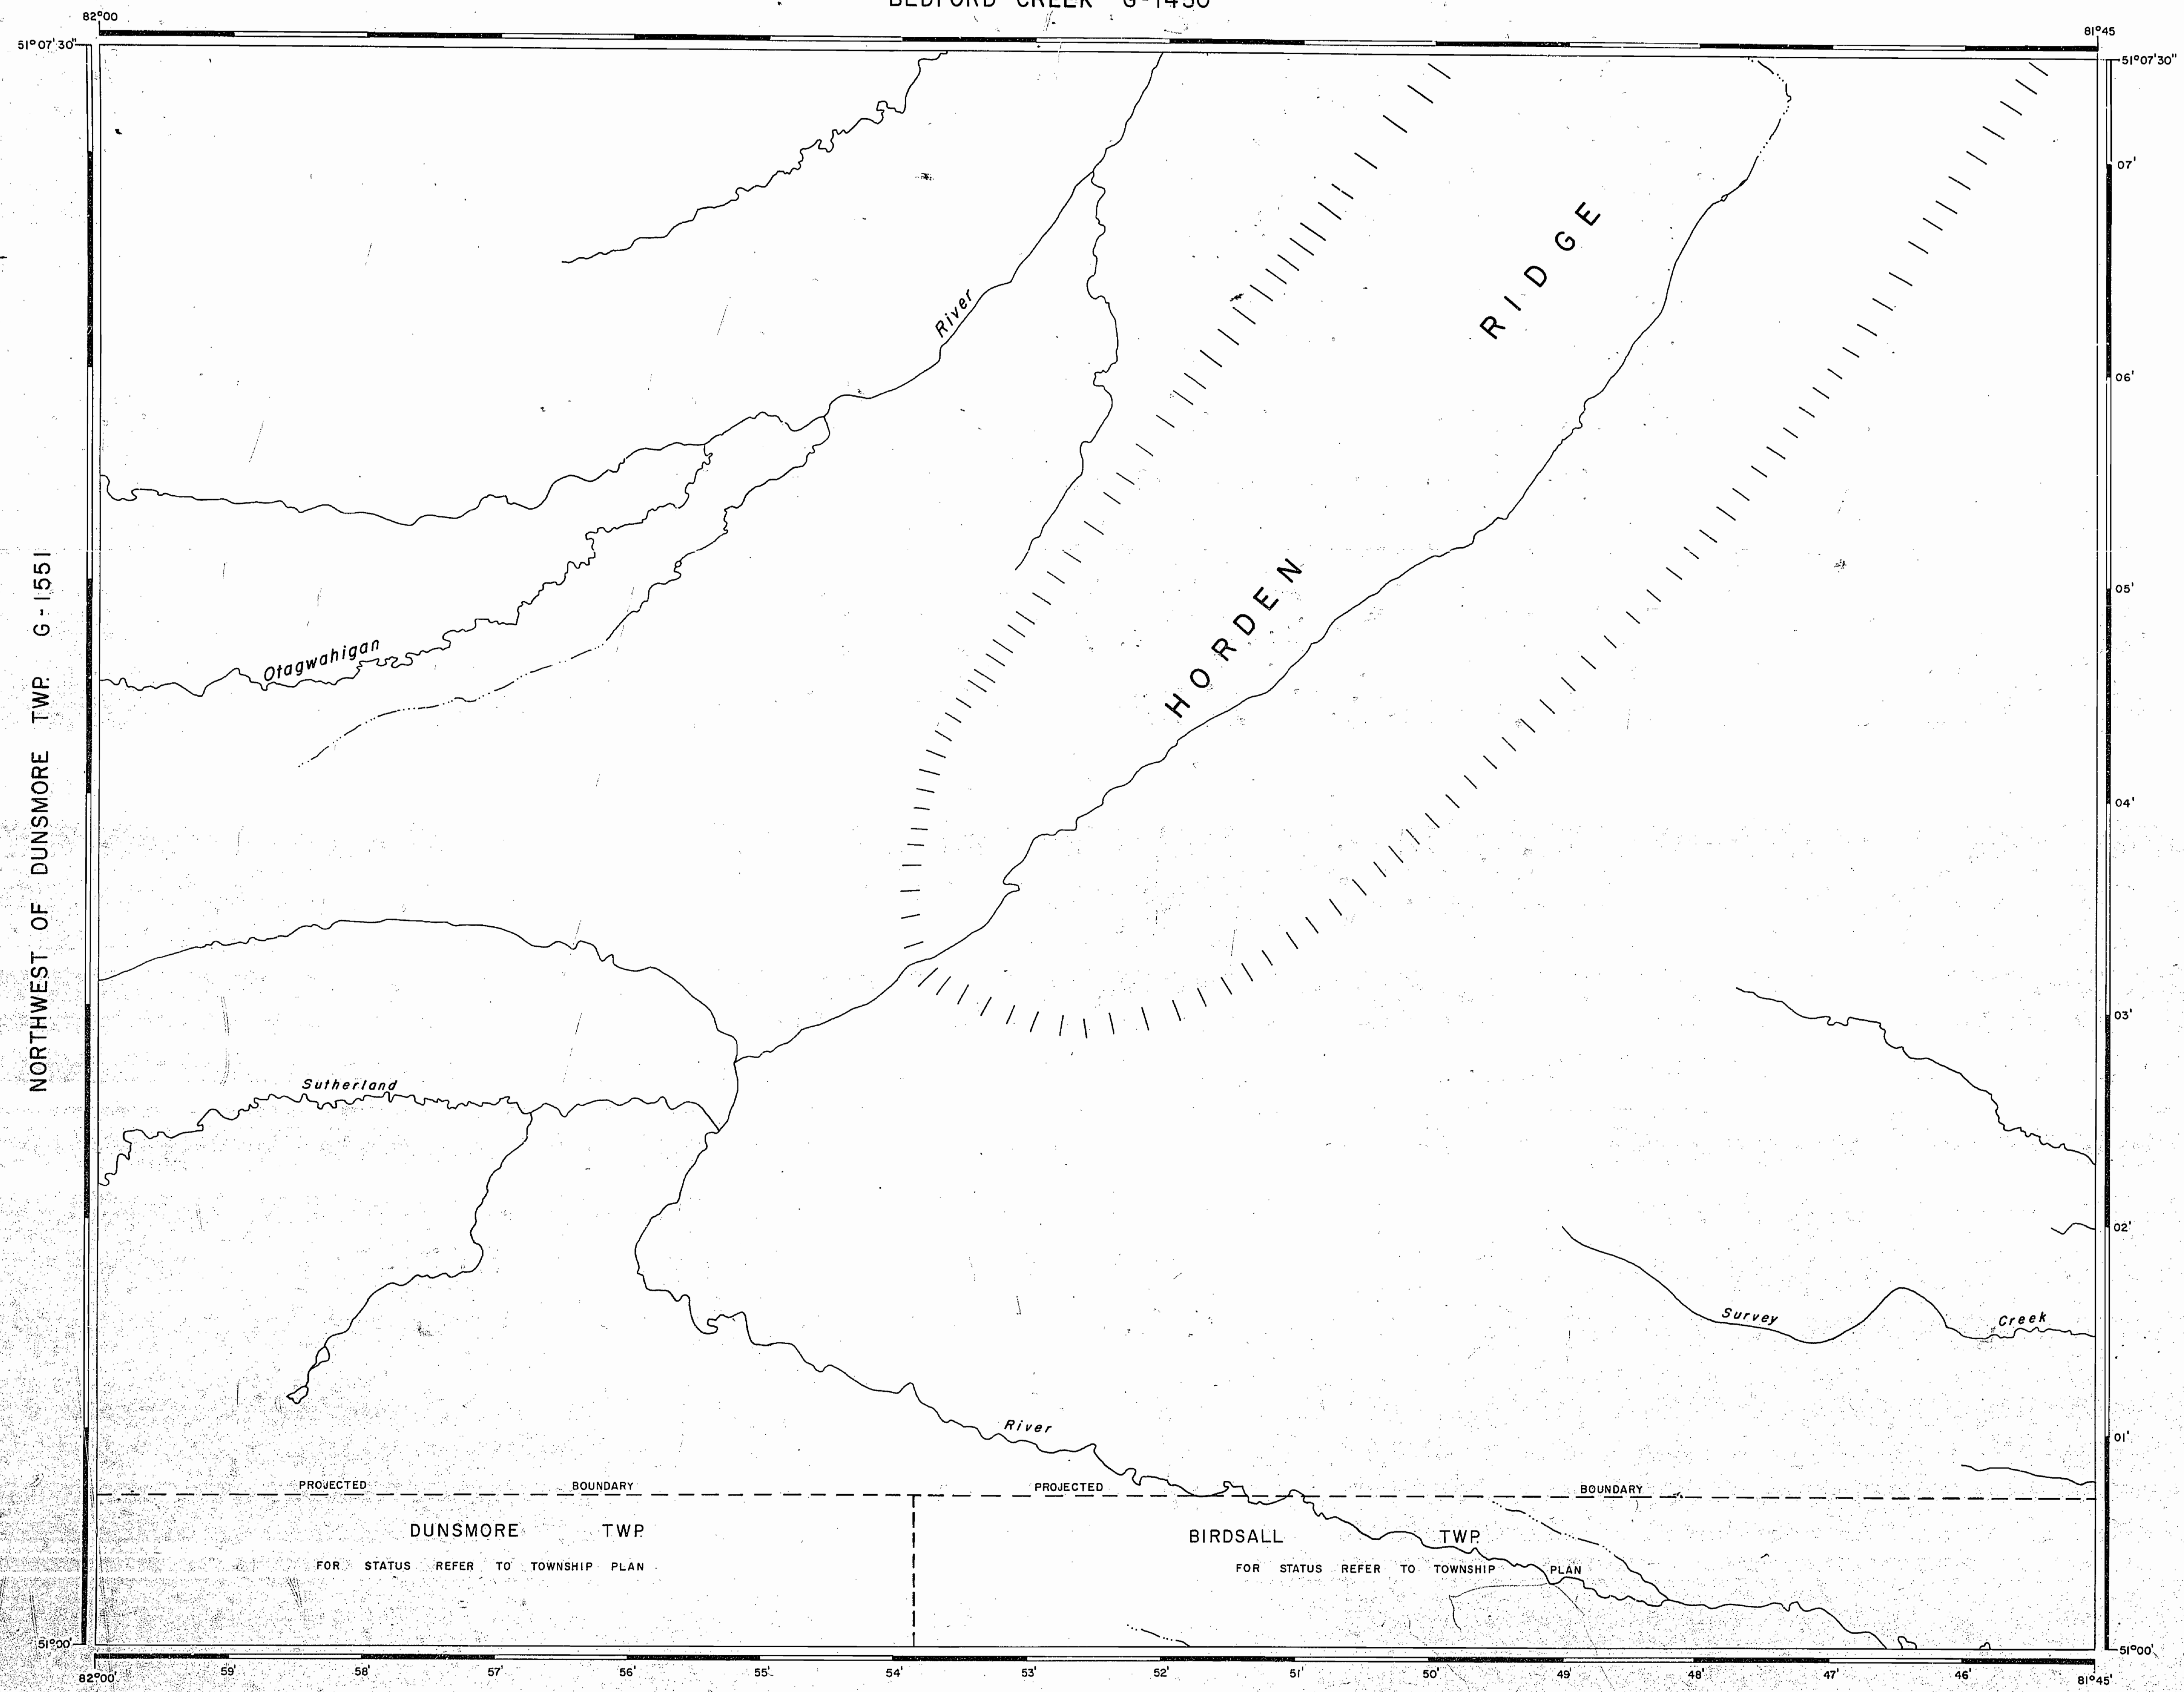 BEDFORD CREEK G-1450
82°00'
81°45'
51°07'30"
51°07'30"
07'
06'
05'
04'
03'
02'
01'
NORTHWEST OF DUNSMORE TWP. G-1551
RIDGE
River
HORDEN
Otagwahigan
Sutherland
Survey Creek
River
PROJECTED BOUNDARY PROJECTED BOUNDARY
DUNSMORE TWP.
FOR STATUS REFER TO TOWNSHIP PLAN
BIRDSALL TWP.
FOR STATUS REFER TO TOWNSHIP PLAN
51°00'
51°00'
82°00' 59' 58' 57' 56' 55' 54' 53' 52' 51' 50' 49' 48' 47' 46' 81°45'